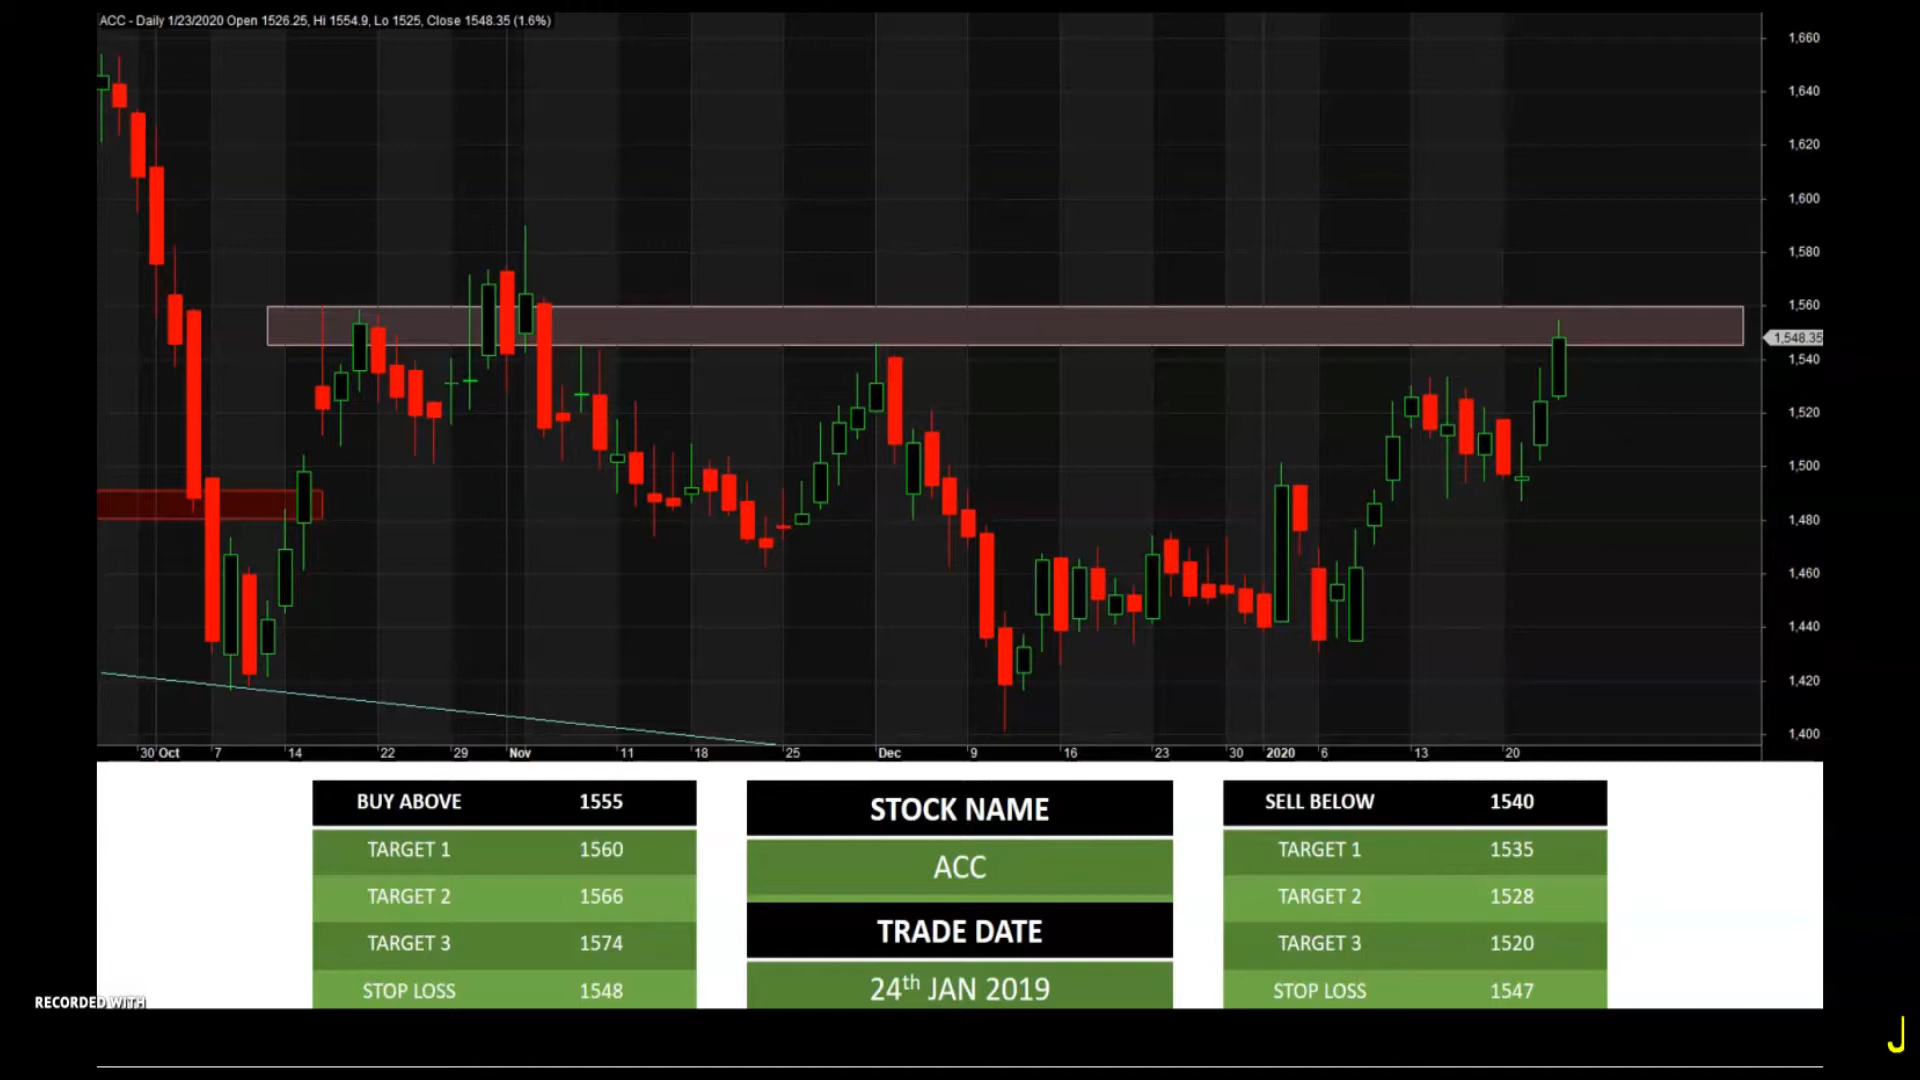 ACC - Daily 1/23/2020 Open 1526.25, Hi 1554.9, Lo 1525, Close 1548.35 (1.6%)
1,660
1,640
1,620
1,600
1,580
1,560
1,548.35
1,540
1,520
1,500
1,480
1,460
1,440
1,420
1,400
30 Oct 7 14 22 29 Nov 11 18 25 Dec 9 16 23 30 2020 6 13 20
BUY ABOVE 1555
TARGET 1 1560
TARGET 2 1566
TARGET 3 1574
STOP LOSS 1548
STOCK NAME
ACC
TRADE DATE
24th JAN 2019
SELL BELOW 1540
TARGET 1 1535
TARGET 2 1528
TARGET 3 1520
STOP LOSS 1547
RECORDED WITH
J